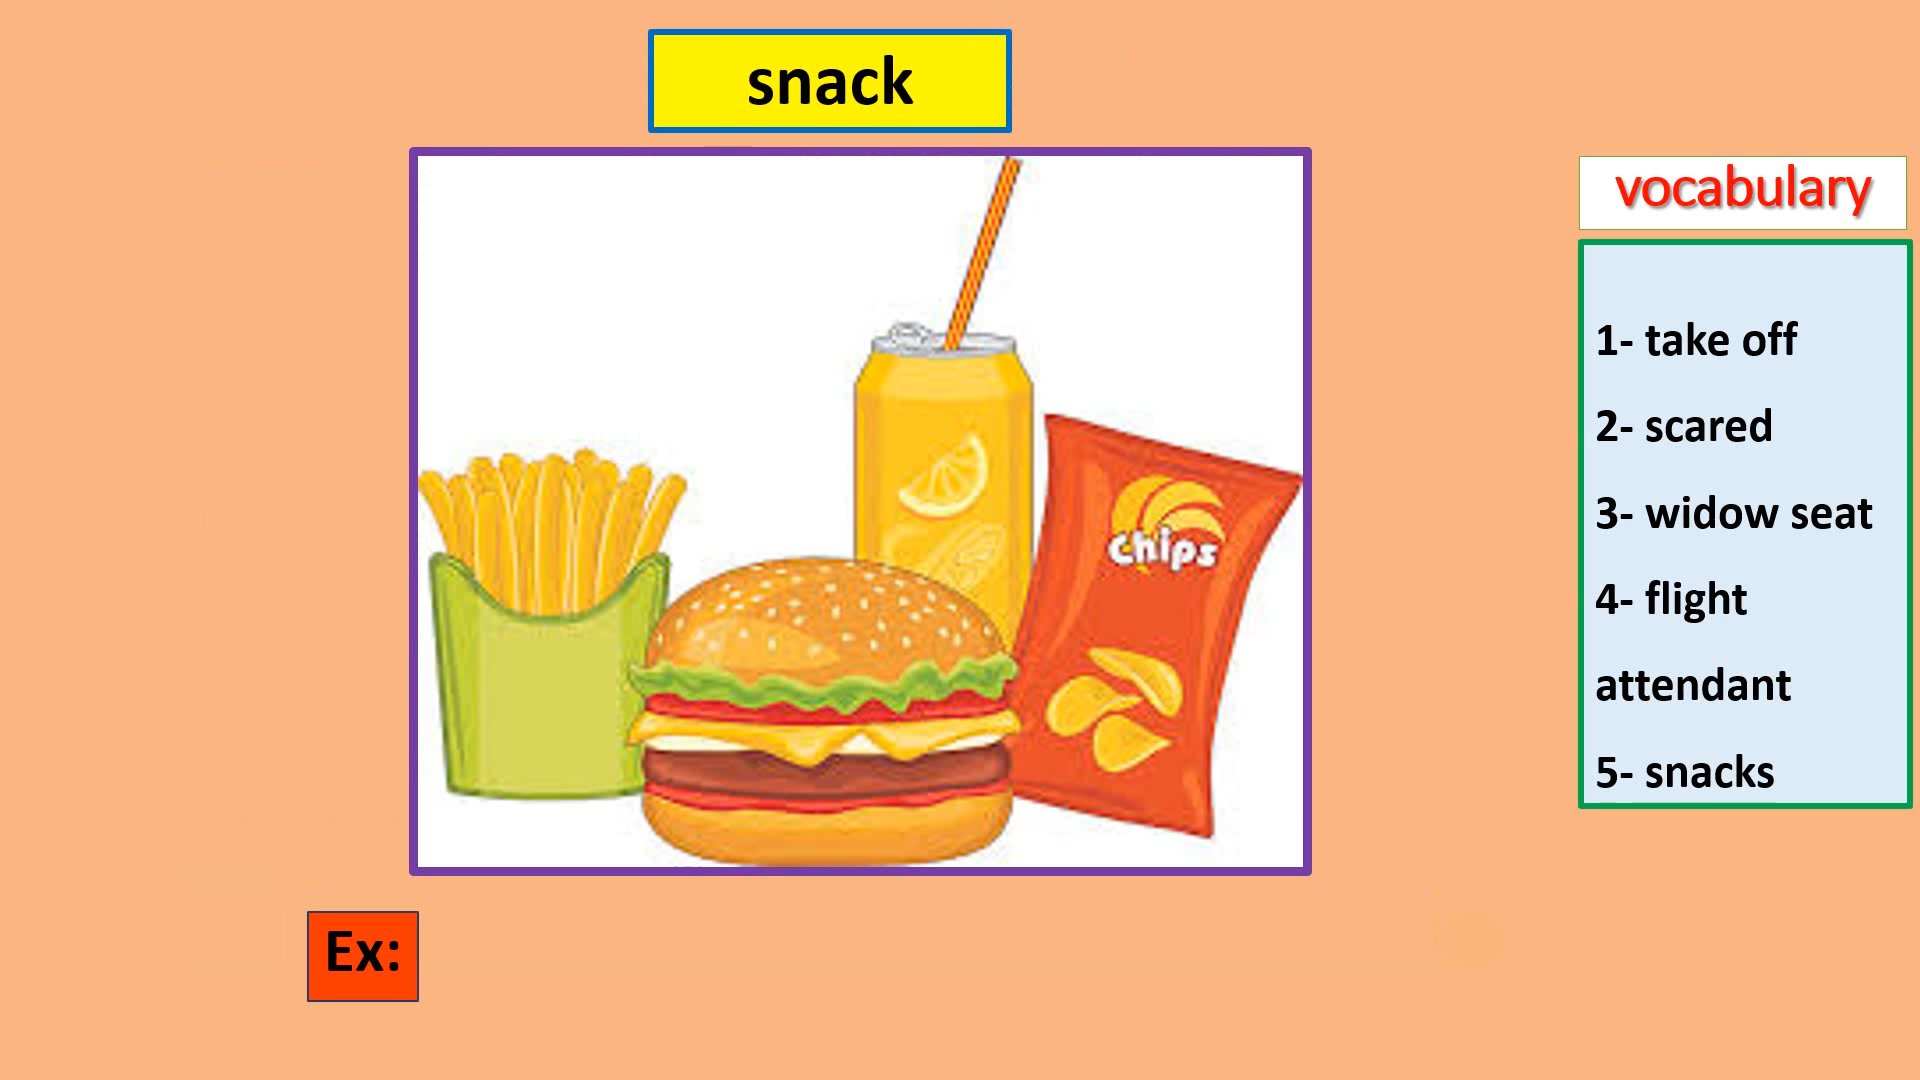 snack
chips
vocabulary
1- take off
2- scared
3- widow seat
4- flight
attendant
5- snacks
Ex: